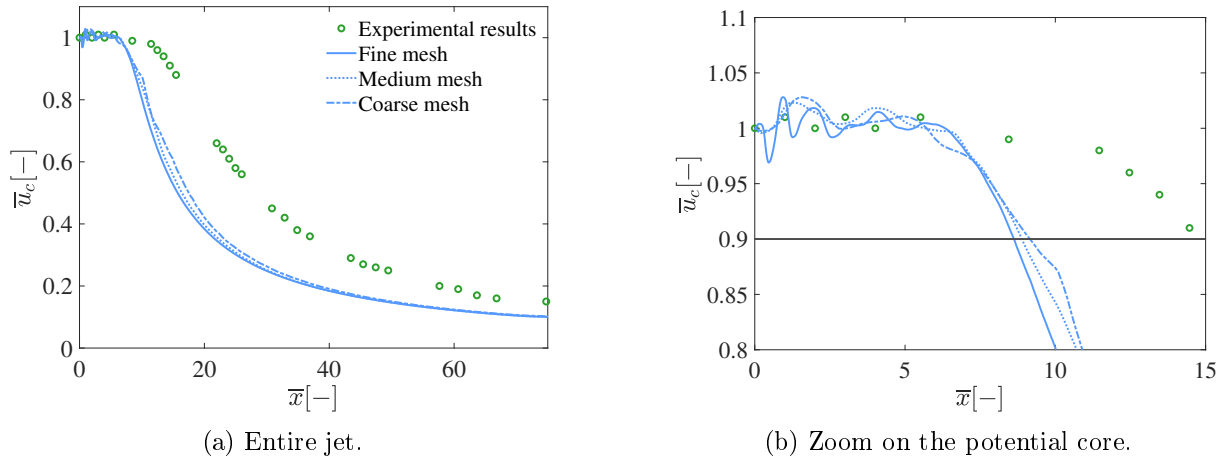 1
0.8
0.6
0.4
0.2
0
u̅_c[−]
0
20
40
60
x̅[−]
Experimental results
Fine mesh
Medium mesh
Coarse mesh
(a) Entire jet.
1.1
1.05
1
0.95
0.9
0.85
0.8
u̅_c[−]
0
5
10
15
x̅[−]
(b) Zoom on the potential core.